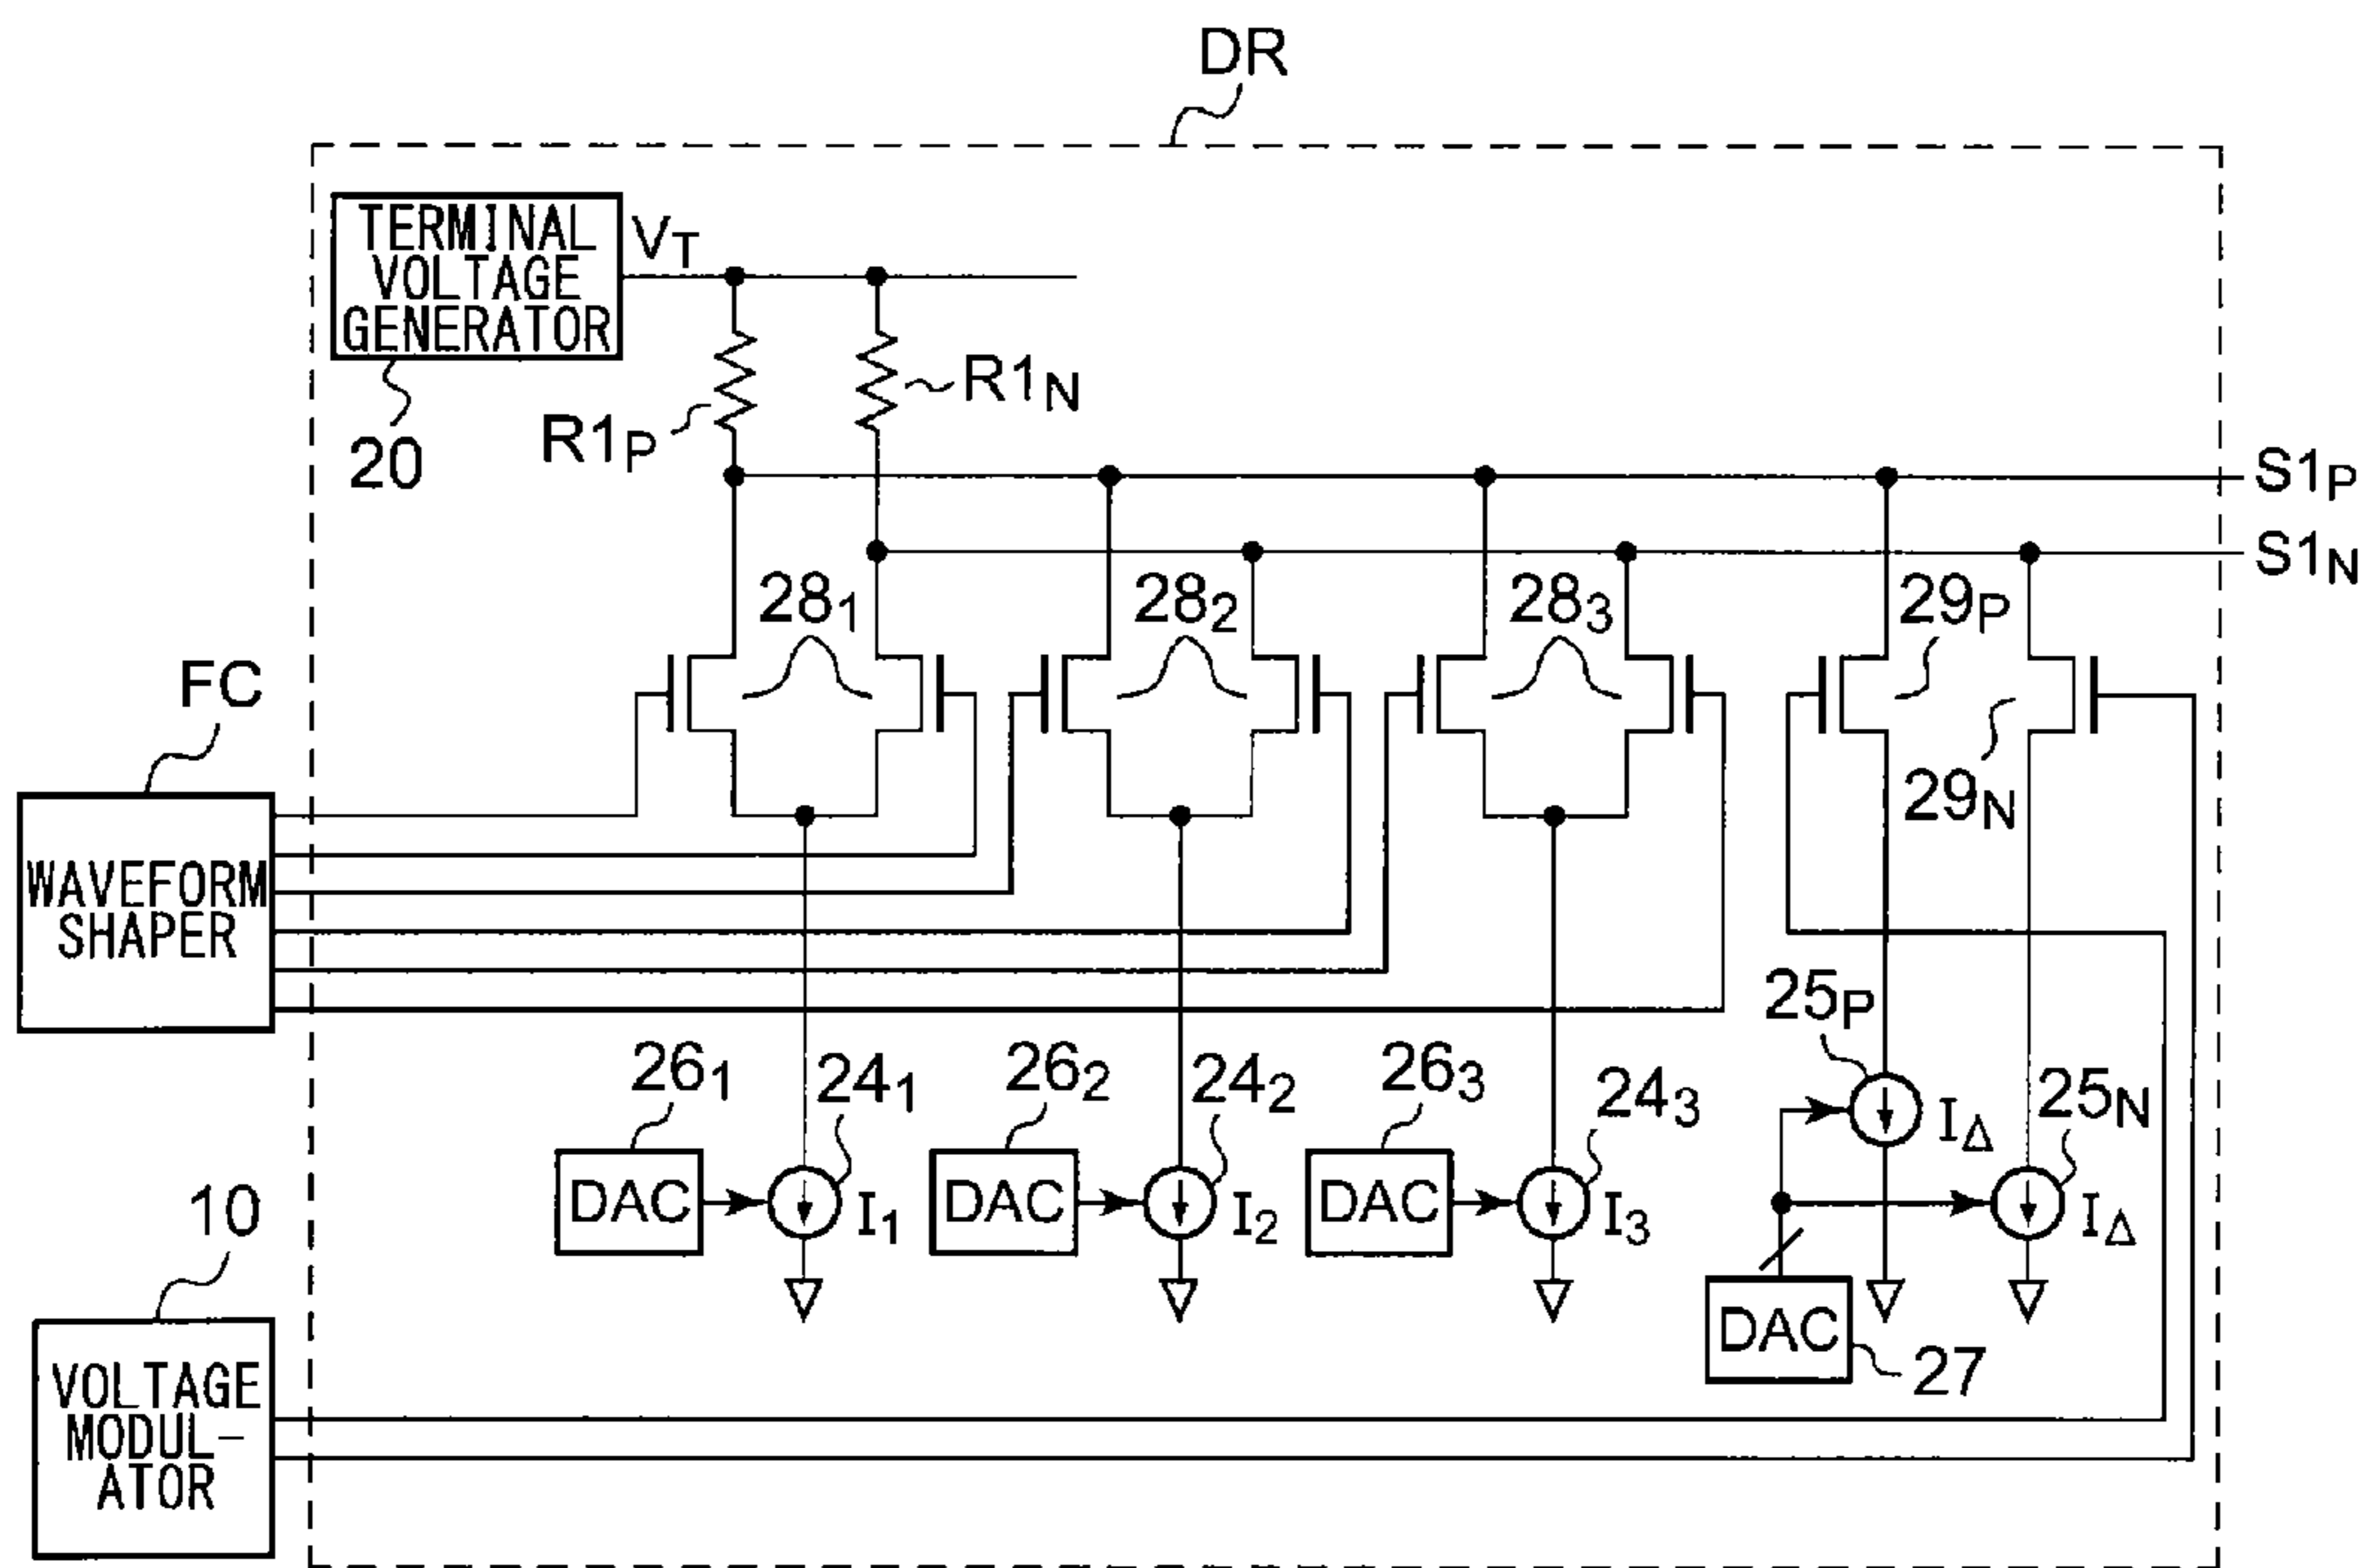 DR
TERMINAL
VOLTAGE
GENERATOR
VT
R1N
R1P
20
S1P
S1N
281
282
283
29P
29N
FC
WAVEFORM
SHAPER
25P
261
241
262
242
263
243
25N
IΔ
DAC
I1
DAC
I2
DAC
I3
IΔ
10
DAC
27
VOLTAGE
MODUL-
ATOR